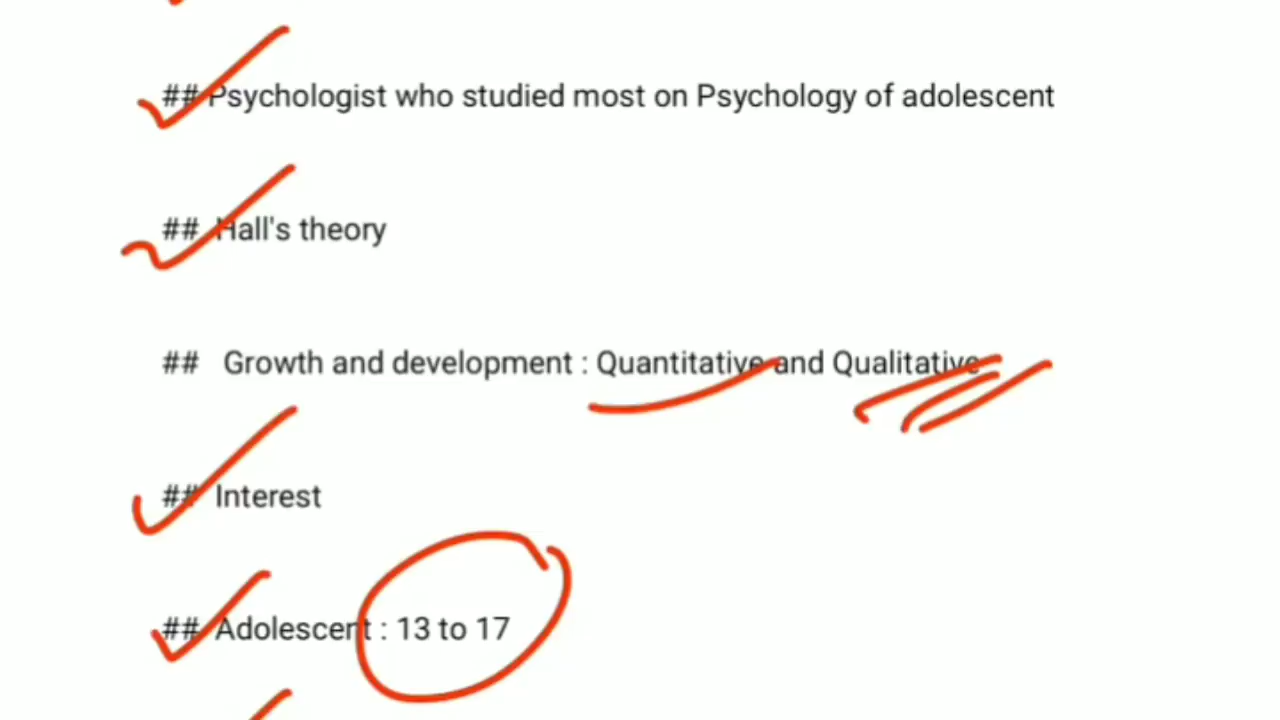 ## Psychologist who studied most on Psychology of adolescent
## Hall's theory
## Growth and development : Quantitative and Qualitative
## Interest
## Adolescent : 13 to 17